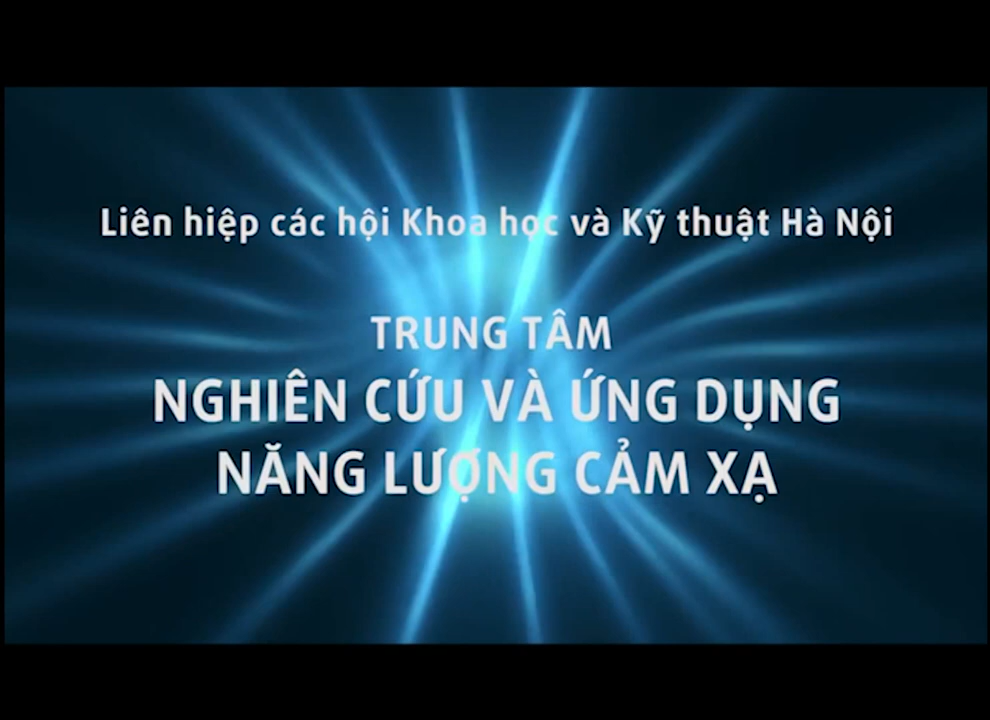 Liên hiệp các hội Khoa học và Kỹ thuật Hà Nội
TRUNG TÂM
NGHIÊN CỨU VÀ ỨNG DỤNG
NĂNG LƯỢNG CẢM XẠ